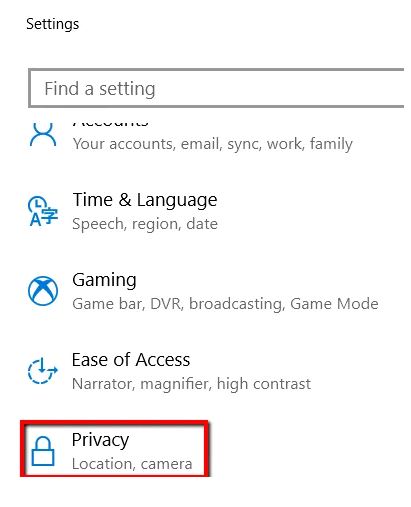 Settings
Find a setting
Accounts
Your accounts, email, sync, work, family
Time & Language
Speech, region, date
Gaming
Game bar, DVR, broadcasting, Game Mode
Ease of Access
Narrator, magnifier, high contrast
Privacy
Location, camera